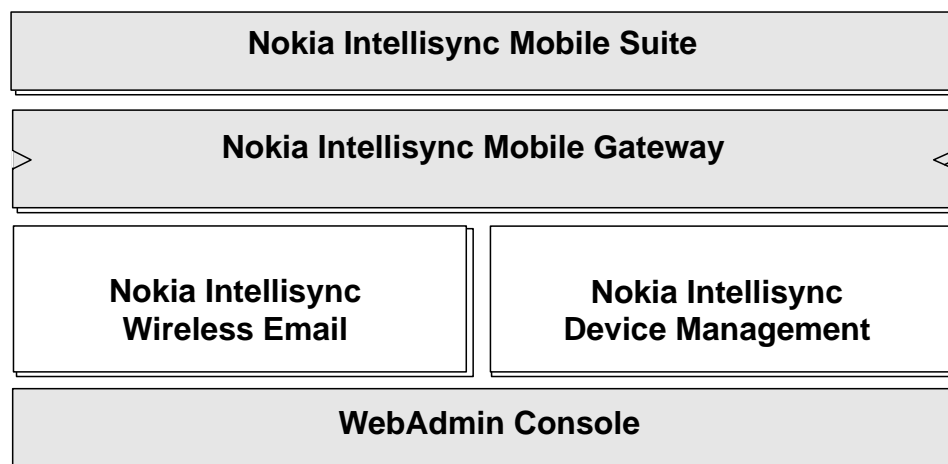 Nokia Intellisync Mobile Suite
Nokia Intellisync Mobile Gateway
Nokia Intellisync
Wireless Email
Nokia Intellisync
Device Management
WebAdmin Console